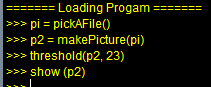 ======= Loading Progam =======
>>> pi = pickAFile()
>>> p2 = makePicture(pi)
>>> threshold(p2, 23)
>>> show (p2)
>>>